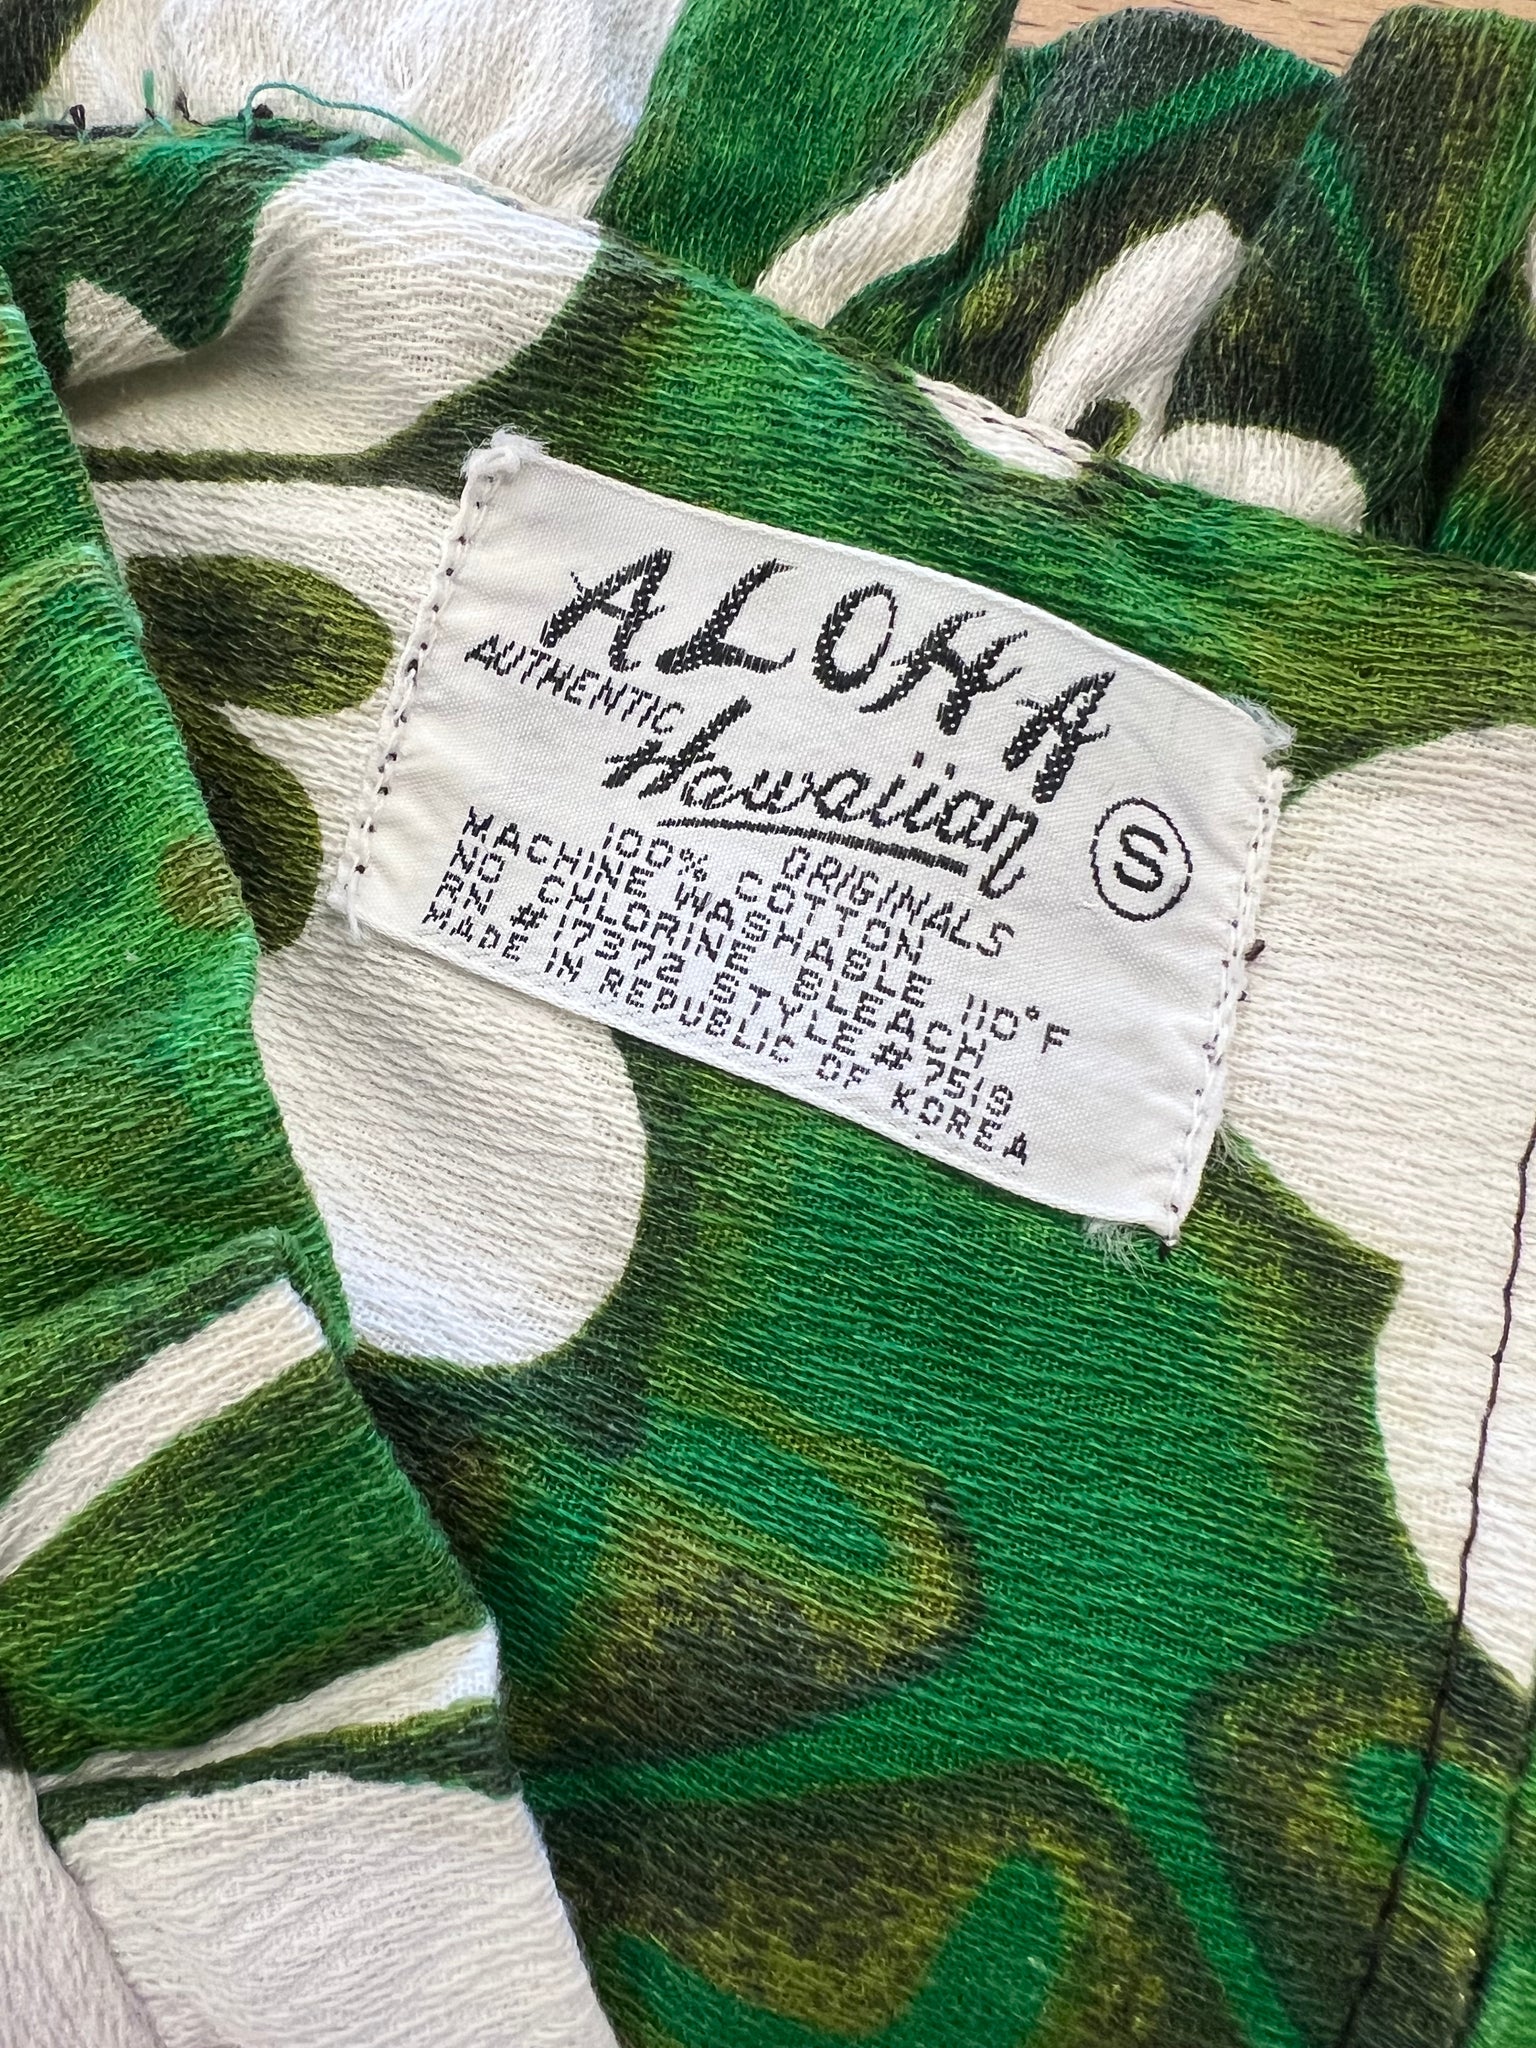 ALOHA
AUTHENTIC
Hawaiian
ORIGINALS
S
100% COTTON
MACHINE WASHABLE 110°F
NO CHLORINE BLEACH
RN #17372 STYLE# 7519
MADE IN REPUBLIC OF KOREA